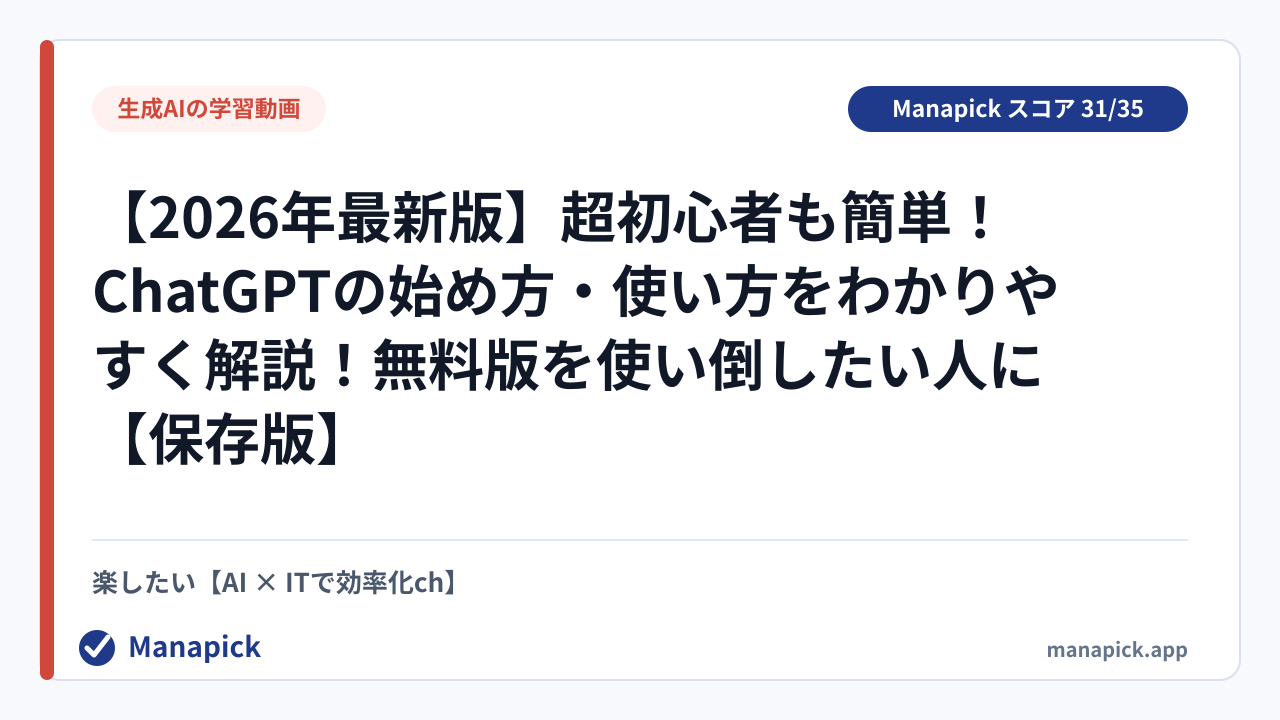 生成AIの学習動画
Manapick スコア 31/35
【2026年最新版】超初心者も簡単！
ChatGPTの始め方・使い方をわかりや
すく解説！無料版を使い倒したい人に
【保存版】
楽したい【AI × ITで効率化ch】
Manapick
manapick.app